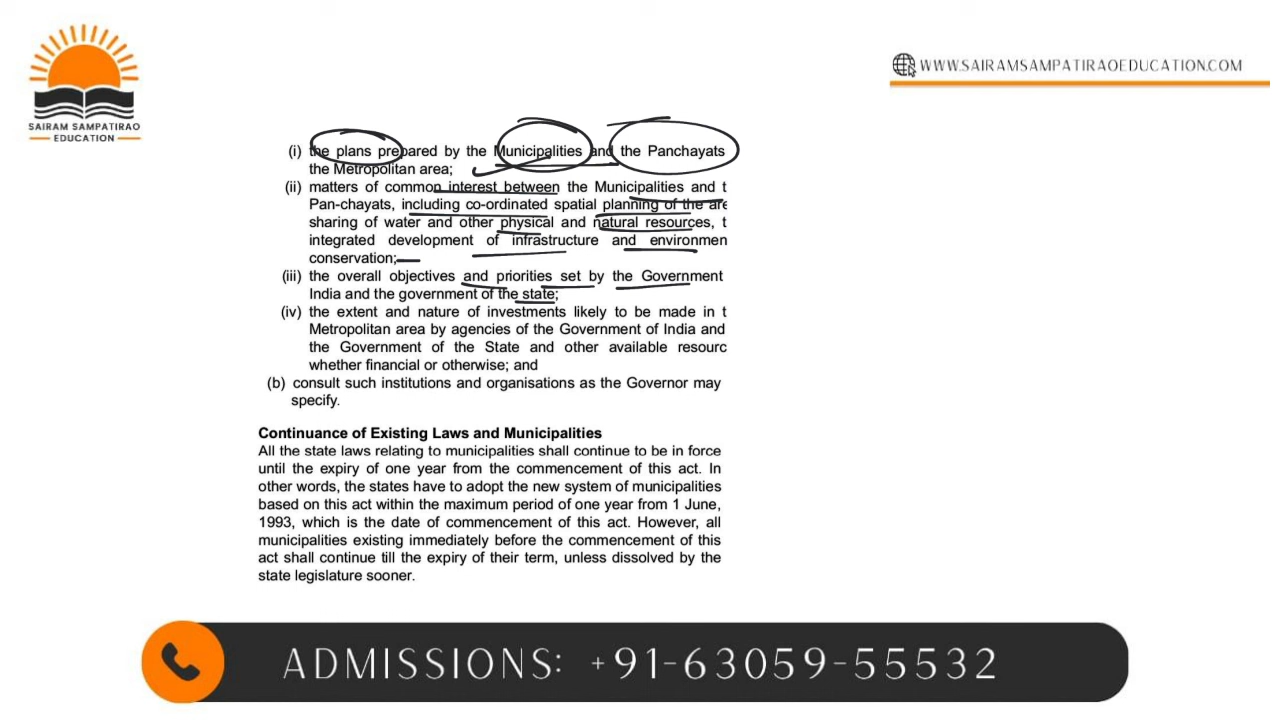 SAIRAM SAMPATIRAO
EDUCATION
WWW.SAIRAMSAMPATIRAOEDUCATION.COM
(i) the plans prepared by the Municipalities and the Panchayats
the Metropolitan area;
(ii) matters of common interest between the Municipalities and t
Pan-chayats, including co-ordinated spatial planning of the are
sharing of water and other physical and natural resources, t
integrated development of infrastructure and environmen
conservation;
(iii) the overall objectives and priorities set by the Government
India and the government of the state;
(iv) the extent and nature of investments likely to be made in t
Metropolitan area by agencies of the Government of India and
the Government of the State and other available resourc
whether financial or otherwise; and
(b) consult such institutions and organisations as the Governor may
specify.
Continuance of Existing Laws and Municipalities
All the state laws relating to municipalities shall continue to be in force
until the expiry of one year from the commencement of this act. In
other words, the states have to adopt the new system of municipalities
based on this act within the maximum period of one year from 1 June,
1993, which is the date of commencement of this act. However, all
municipalities existing immediately before the commencement of this
act shall continue till the expiry of their term, unless dissolved by the
state legislature sooner.
ADMISSIONS: +91-63059-55532